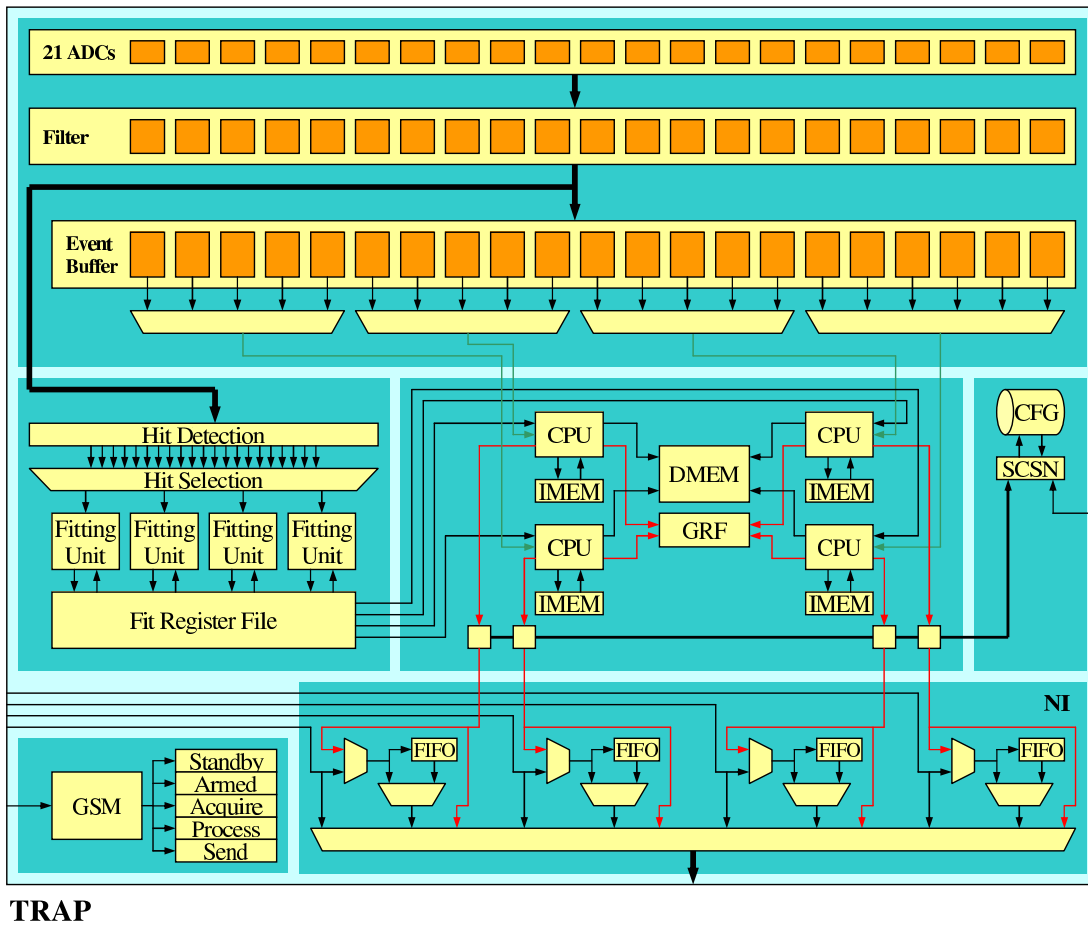 21 ADCs
Filter
Event
Buffer
Hit Detection
Hit Selection
Fitting
Unit
Fitting
Unit
Fitting
Unit
Fitting
Unit
Fit Register File
CPU
IMEM
CPU
IMEM
DMEM
GRF
CPU
IMEM
CPU
IMEM
CFG
SCSN
NI
FIFO
FIFO
FIFO
FIFO
GSM
Standby
Armed
Acquire
Process
Send
TRAP